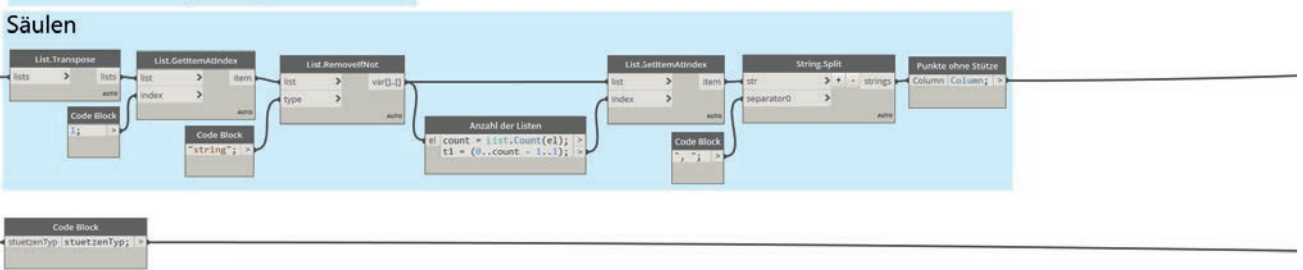 Säulen
List.Transpose
lists > lists
AUTO
List.GetItemAtIndex
list > item
index >
AUTO
Code Block
1; >
List.RemoveIfNot
list > var[]..[]
type >
AUTO
Code Block
"string"; >
Anzahl der Listen
el count = List.Count(el); >
t1 = (0..count - 1..1); >
List.GetItemAtIndex
list > item
index >
AUTO
String.Split
str > + - strings
separator0 >
AUTO
Code Block
", "; >
Punkte ohne Stütze
Column Column; >
Code Block
stuetzenTyp stuetzenTyp; >